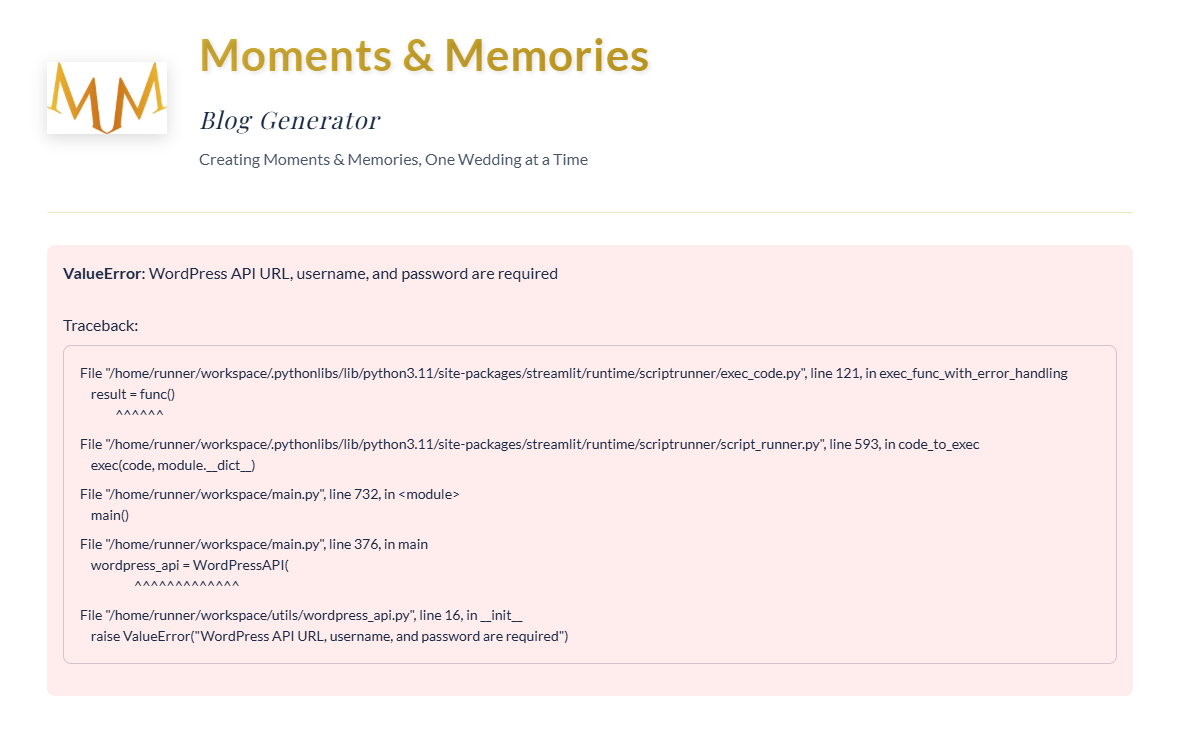 MM
Moments & Memories
Blog Generator
Creating Moments & Memories, One Wedding at a Time
ValueError: WordPress API URL, username, and password are required
Traceback:
File "/home/runner/workspace/.pythonlibs/lib/python3.11/site-packages/streamlit/runtime/scriptrunner/exec_code.py", line 121, in exec_func_with_error_handling
result = func()
^^^^^^
File "/home/runner/workspace/.pythonlibs/lib/python3.11/site-packages/streamlit/runtime/scriptrunner/script_runner.py", line 593, in code_to_exec
exec(code, module.__dict__)
File "/home/runner/workspace/main.py", line 732, in <module>
main()
File "/home/runner/workspace/main.py", line 376, in main
wordpress_api = WordPressAPI(
^^^^^^^^^^^^^
File "/home/runner/workspace/utils/wordpress_api.py", line 16, in __init__
raise ValueError("WordPress API URL, username, and password are required")